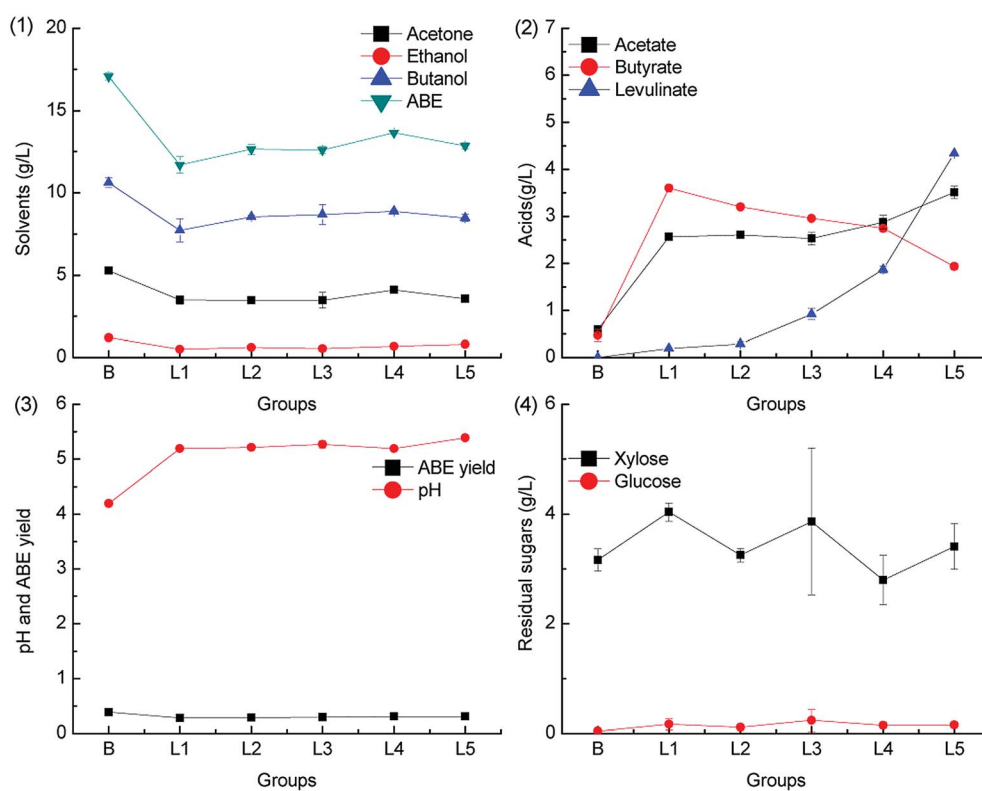 (1)
Solvents (g/L)
20
15
10
5
0
Acetone
Ethanol
Butanol
ABE
B L1 L2 L3 L4 L5
Groups
(2)
Acids(g/L)
7
6
5
4
3
2
1
0
Acetate
Butyrate
Levulinate
B L1 L2 L3 L4 L5
Groups
(3)
pH and ABE yield
6
5
4
3
2
1
0
ABE yield
pH
B L1 L2 L3 L4 L5
Groups
(4)
Residual sugars (g/L)
6
4
2
0
Xylose
Glucose
B L1 L2 L3 L4 L5
Groups